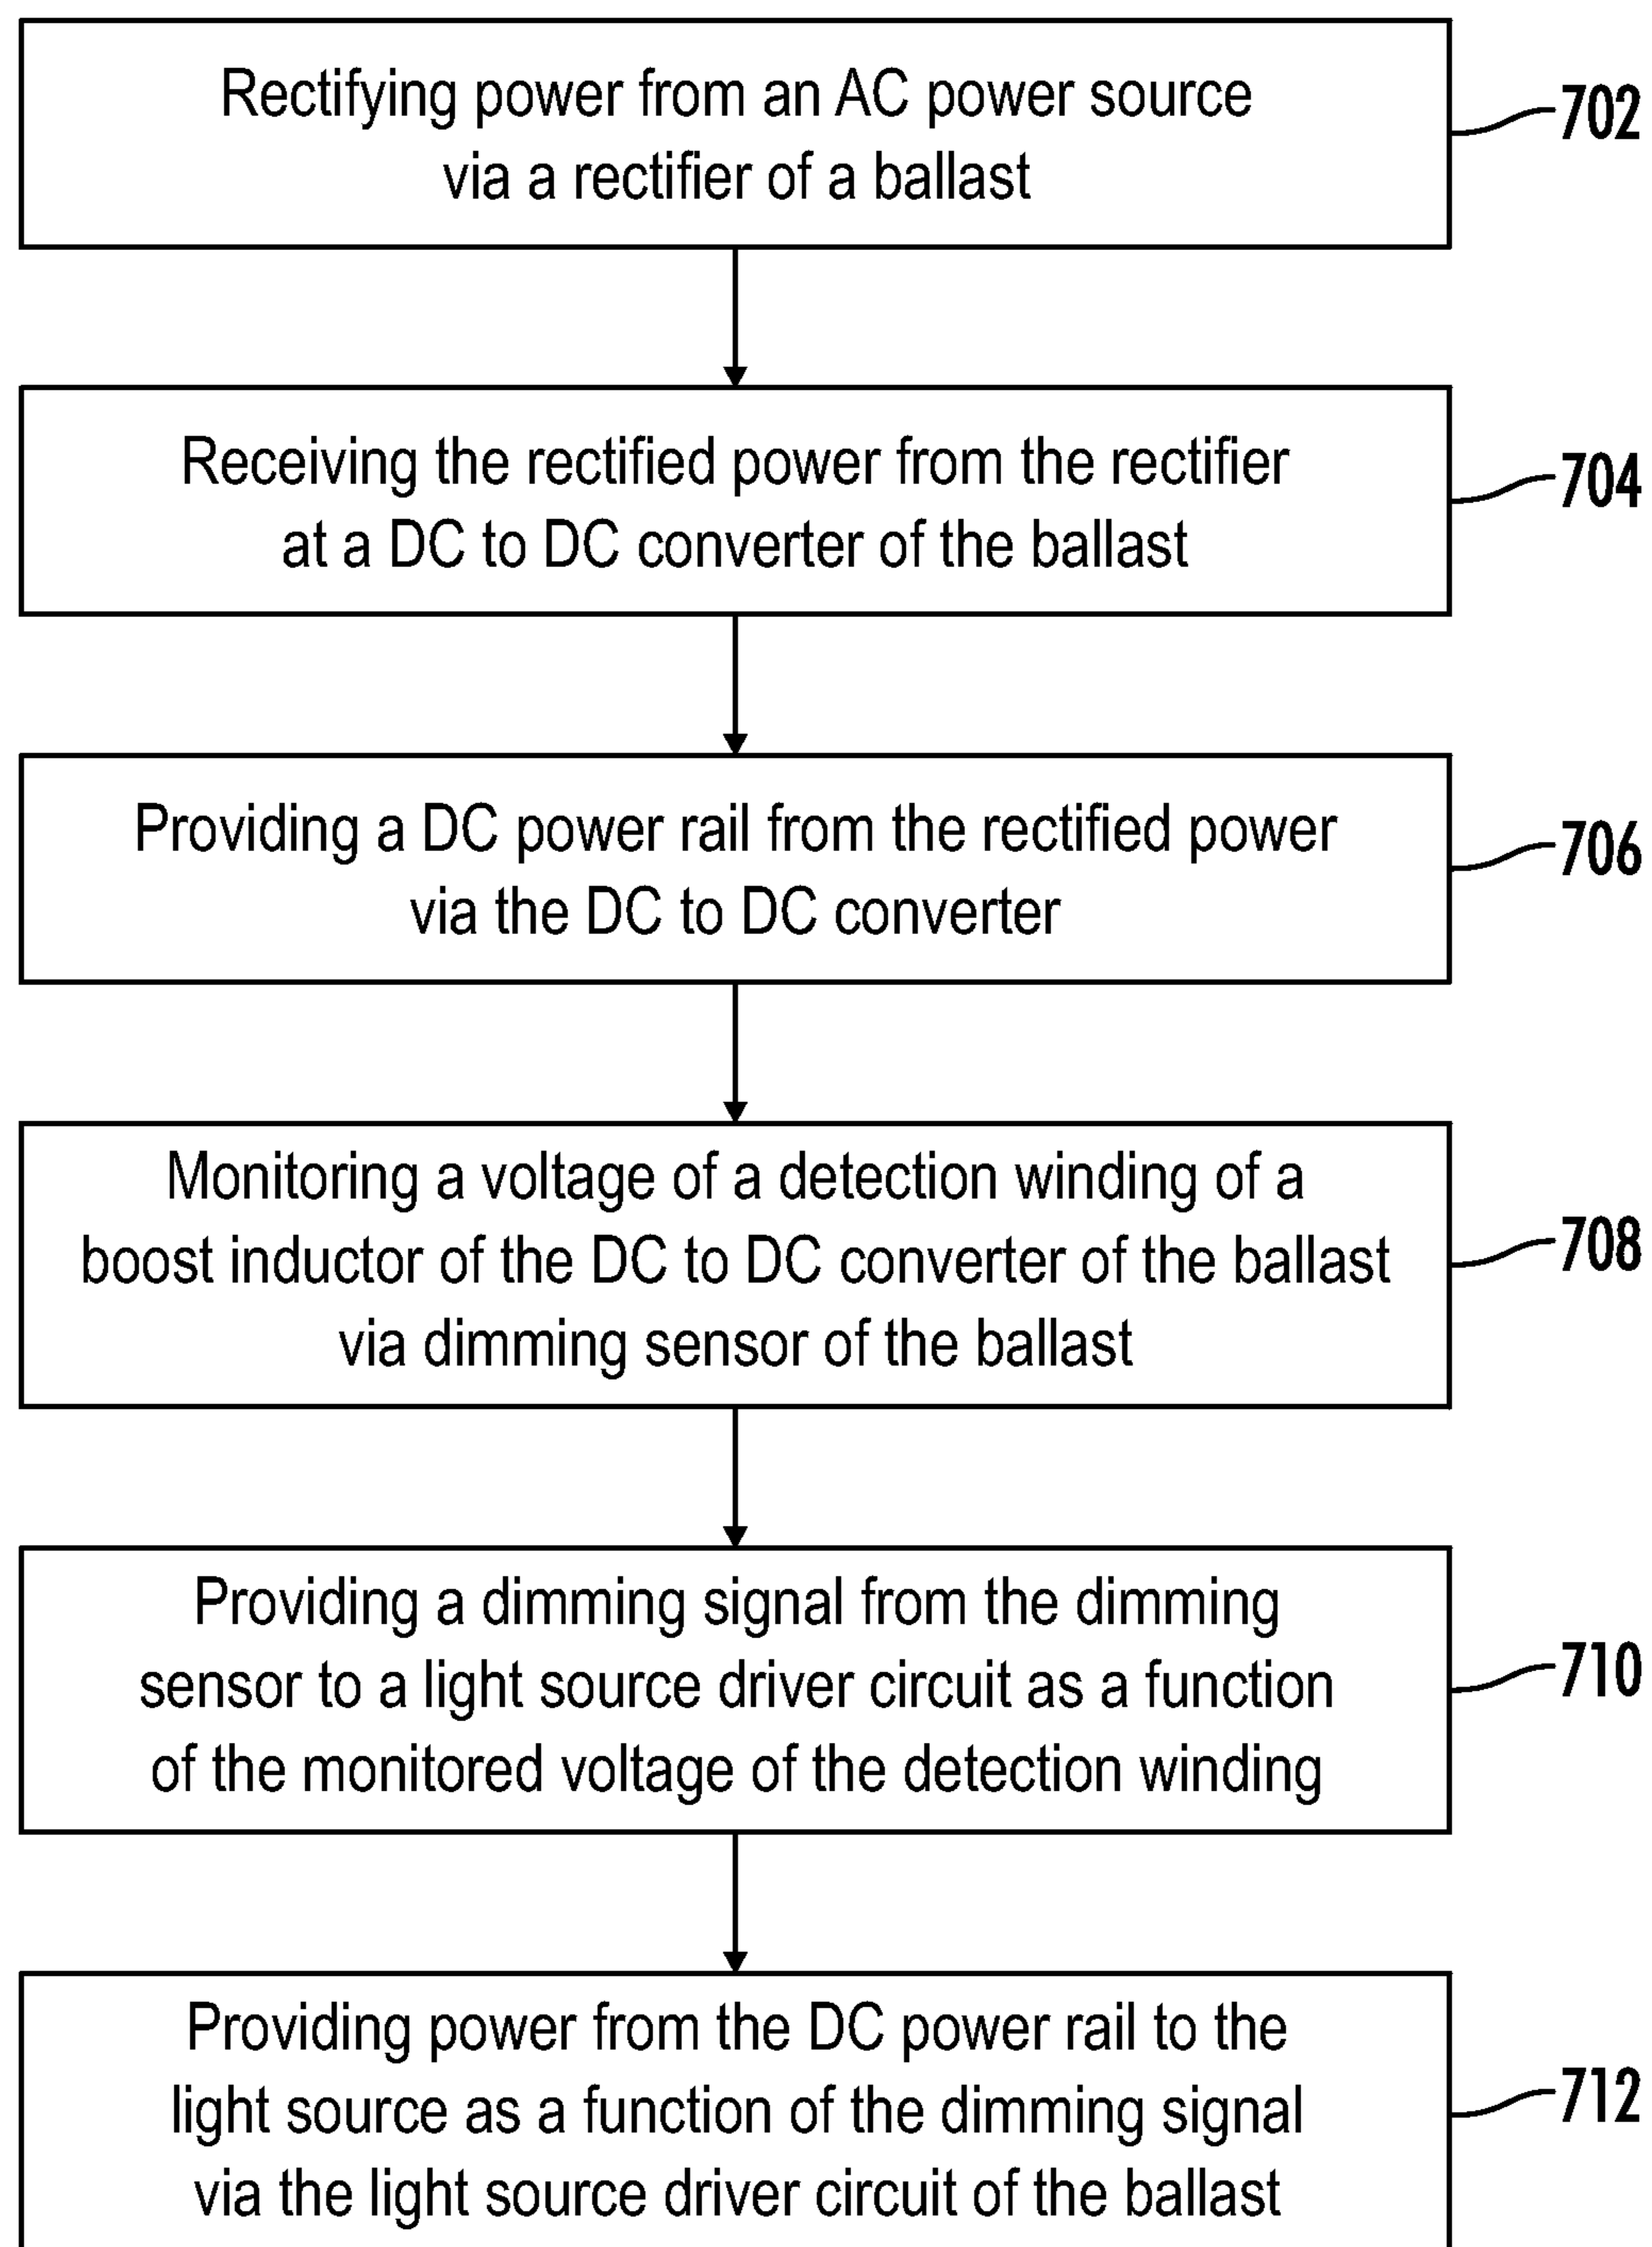 Rectifying power from an AC power source
via a rectifier of a ballast
702
Receiving the rectified power from the rectifier
at a DC to DC converter of the ballast
704
Providing a DC power rail from the rectified power
via the DC to DC converter
706
Monitoring a voltage of a detection winding of a
boost inductor of the DC to DC converter of the ballast
via dimming sensor of the ballast
708
Providing a dimming signal from the dimming
sensor to a light source driver circuit as a function
of the monitored voltage of the detection winding
710
Providing power from the DC power rail to the
light source as a function of the dimming signal
via the light source driver circuit of the ballast
712